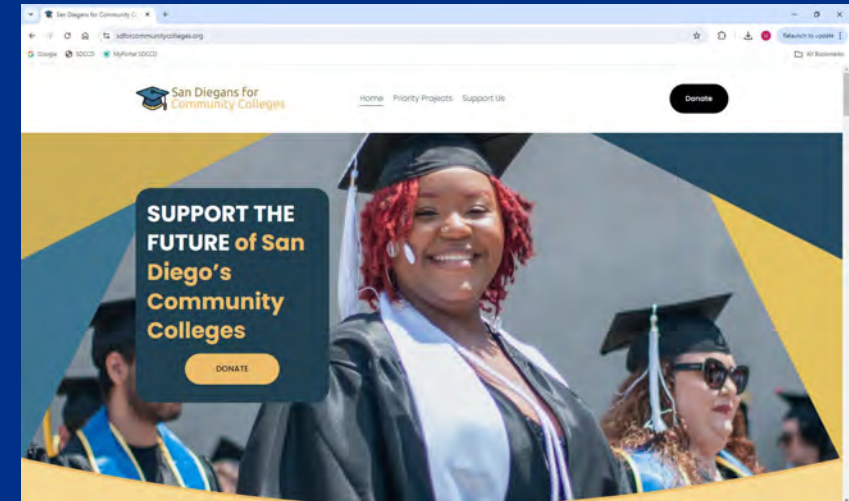 San Diegans for Community C
sdforcommunitycolleges.org
Relaunch to update
Google SDCCD MyPortal SDCCD
All Bookmarks
San Diegans for
Community Colleges
Home Priority Projects Support Us
Donate
SUPPORT THE
FUTURE of San
Diego's
Community
Colleges
DONATE